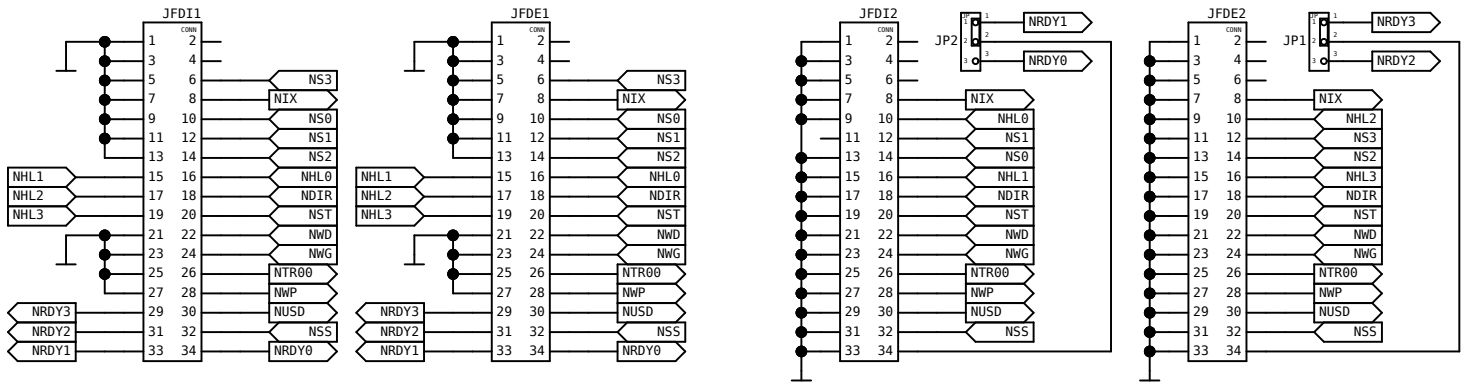 JFDI1 JFDE1 JFDI2 JFDE2
CONN CONN CONN JP 1 NRDY1 CONN JP 1 NRDY3
1 2 1 2 1 2 JP2 2 2 1 2 JP1 2 2
3 4 3 4 3 4 3 3 NRDY0 3 4 3 3 NRDY2
5 6 NS3 5 6 NS3 5 6 5 6
7 8 NIX 7 8 NIX 7 8 NIX 7 8 NIX
9 10 NS0 9 10 NS0 9 10 NHL0 9 10 NHL2
11 12 NS1 11 12 NS1 11 12 NS1 11 12 NS3
13 14 NS2 13 14 NS2 13 14 NS0 13 14 NS2
NHL1 15 16 NHL0 NHL1 15 16 NHL0 15 16 NHL1 15 16 NHL3
NHL2 17 18 NDIR NHL2 17 18 NDIR 17 18 NDIR 17 18 NDIR
NHL3 19 20 NST NHL3 19 20 NST 19 20 NST 19 20 NST
21 22 NWD 21 22 NWD 21 22 NWD 21 22 NWD
23 24 NWG 23 24 NWG 23 24 NWG 23 24 NWG
25 26 NTR00 25 26 NTR00 25 26 NTR00 25 26 NTR00
27 28 NWP 27 28 NWP 27 28 NWP 27 28 NWP
NRDY3 29 30 NUSD NRDY3 29 30 NUSD 29 30 NUSD 29 30 NUSD
NRDY2 31 32 NSS NRDY2 31 32 NSS 31 32 NSS 31 32 NSS
NRDY1 33 34 NRDY0 NRDY1 33 34 NRDY0 33 34 33 34